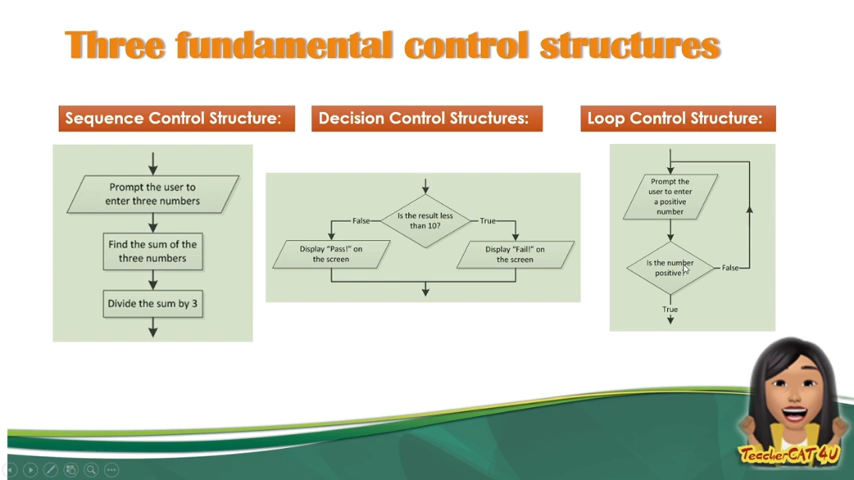 Three fundamental control structures
Sequence Control Structure:
Prompt the user to
enter three numbers
Find the sum of the
three numbers
Divide the sum by 3
Decision Control Structures:
Is the result less
than 10?
False
True
Display "Pass!" on
the screen
Display "Fail!" on
the screen
Loop Control Structure:
Prompt the
user to enter
a positive
number
Is the number
positive?
False
True
TeacherCAT 4U